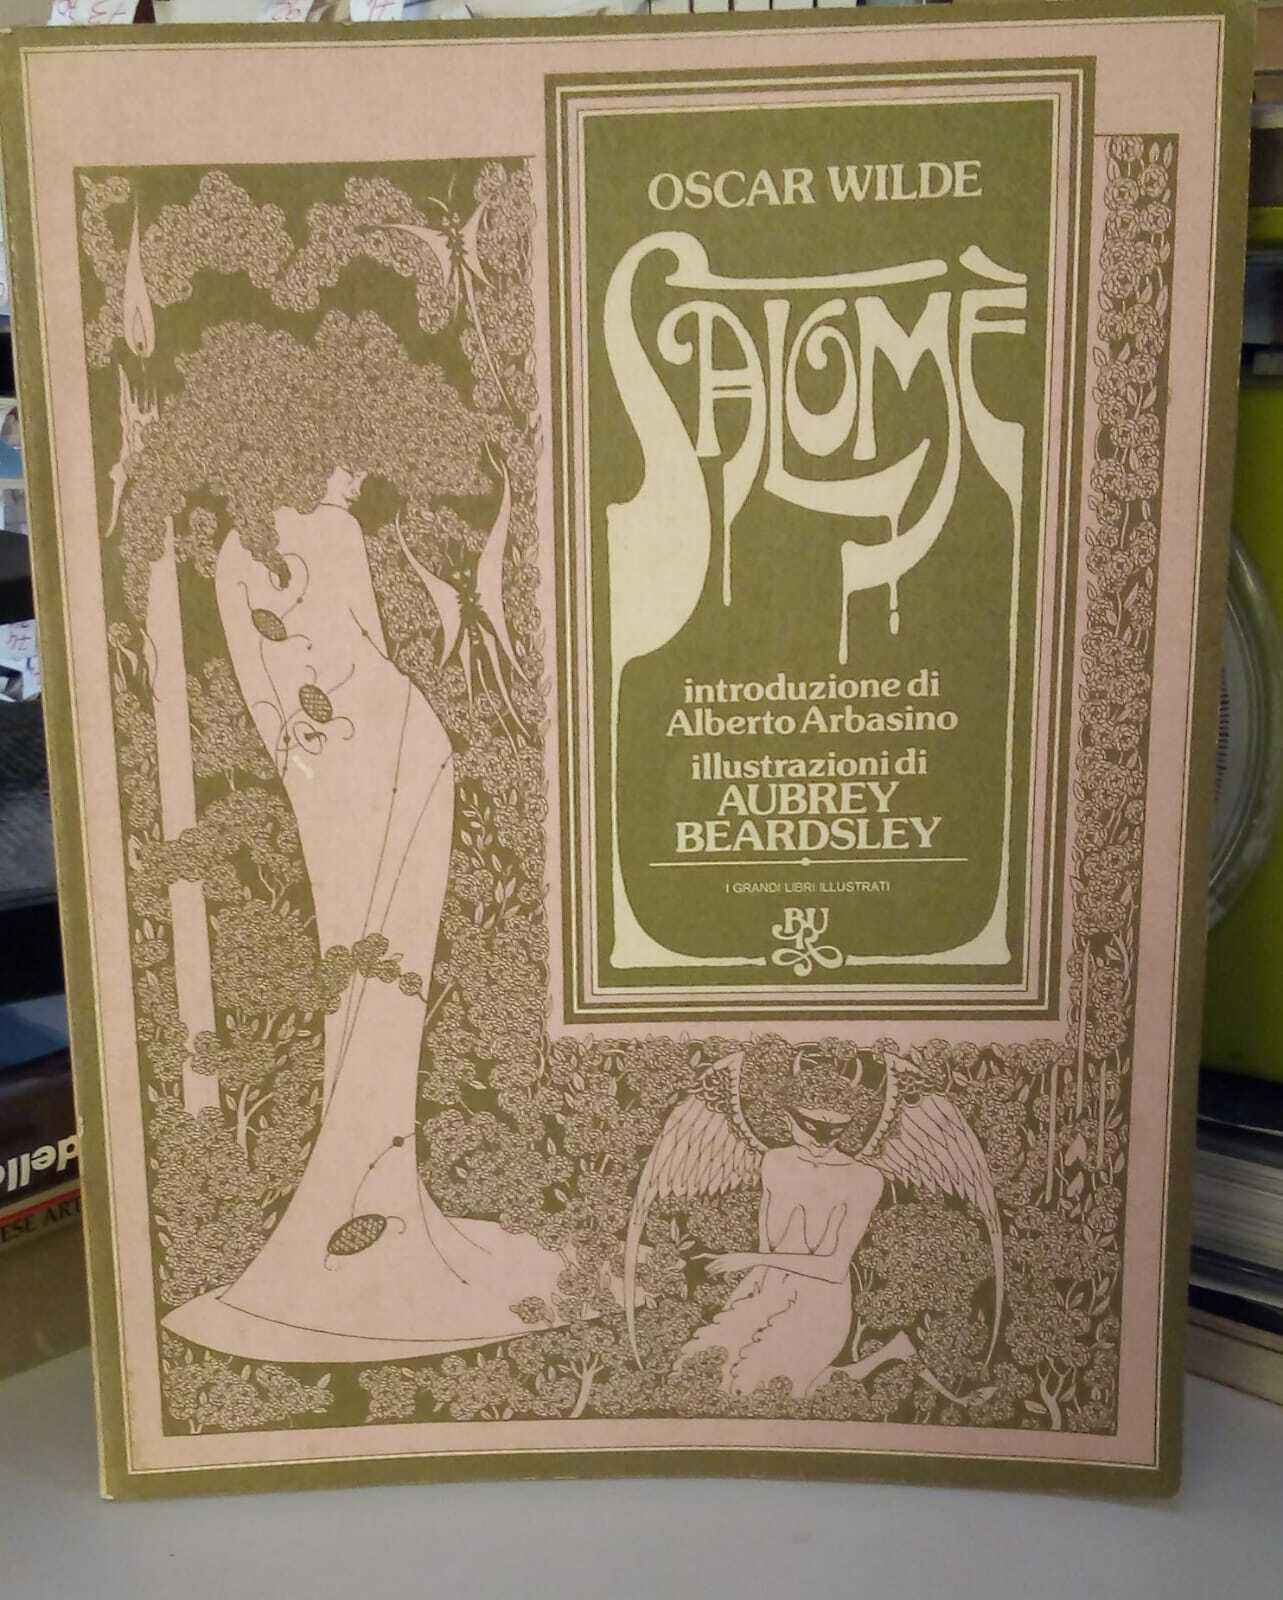 OSCAR WILDE
SALOMÈ
introduzione di
Alberto Arbasino
illustrazioni di
AUBREY
BEARDSLEY
I GRANDI LIBRI ILLUSTRATI
BUR